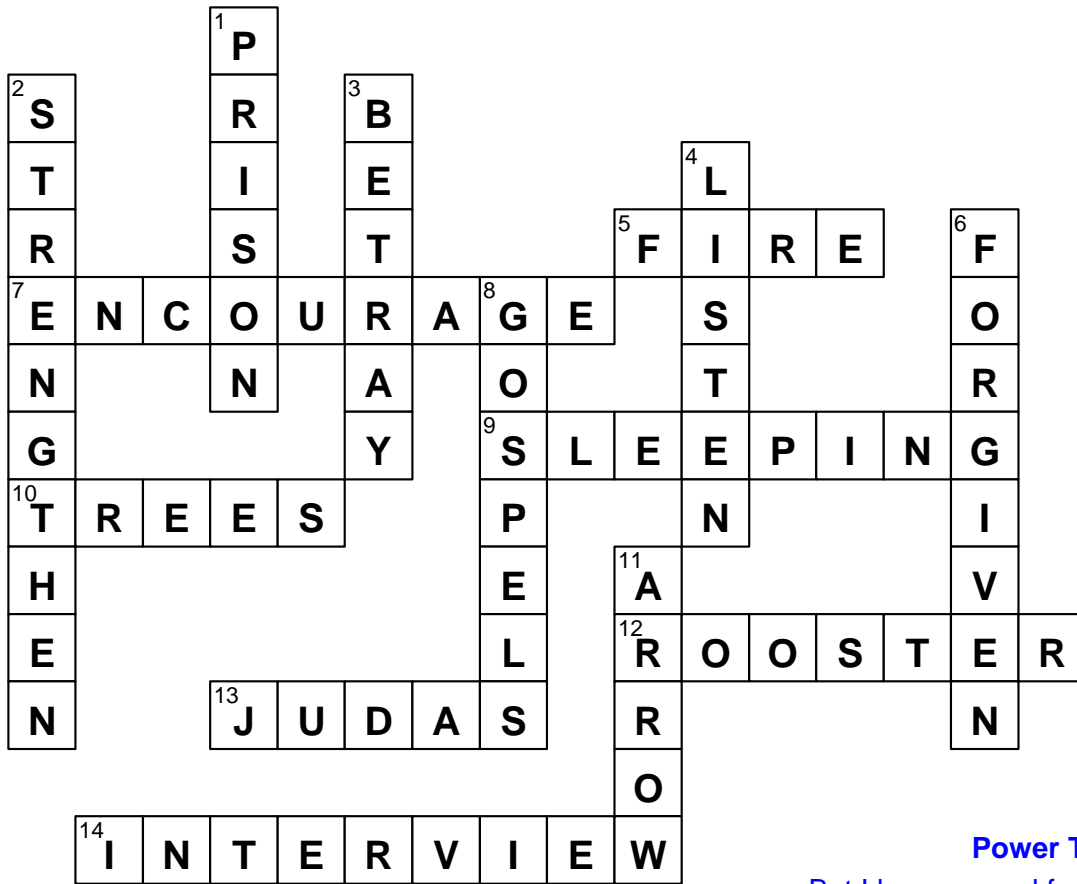 1 P
2 S R 3 B
T I E 4 L
R S T 5 F I R E 6 F
7 E N C O U R A 8 G E S O
N N A O T R
G Y 9 S L E E P I N G
10 T R E E S P N I
H E 11 A V
E L 12 R O O S T E R
N 13 J U D A S R N
O
14 I N T E R V I E W
Power T